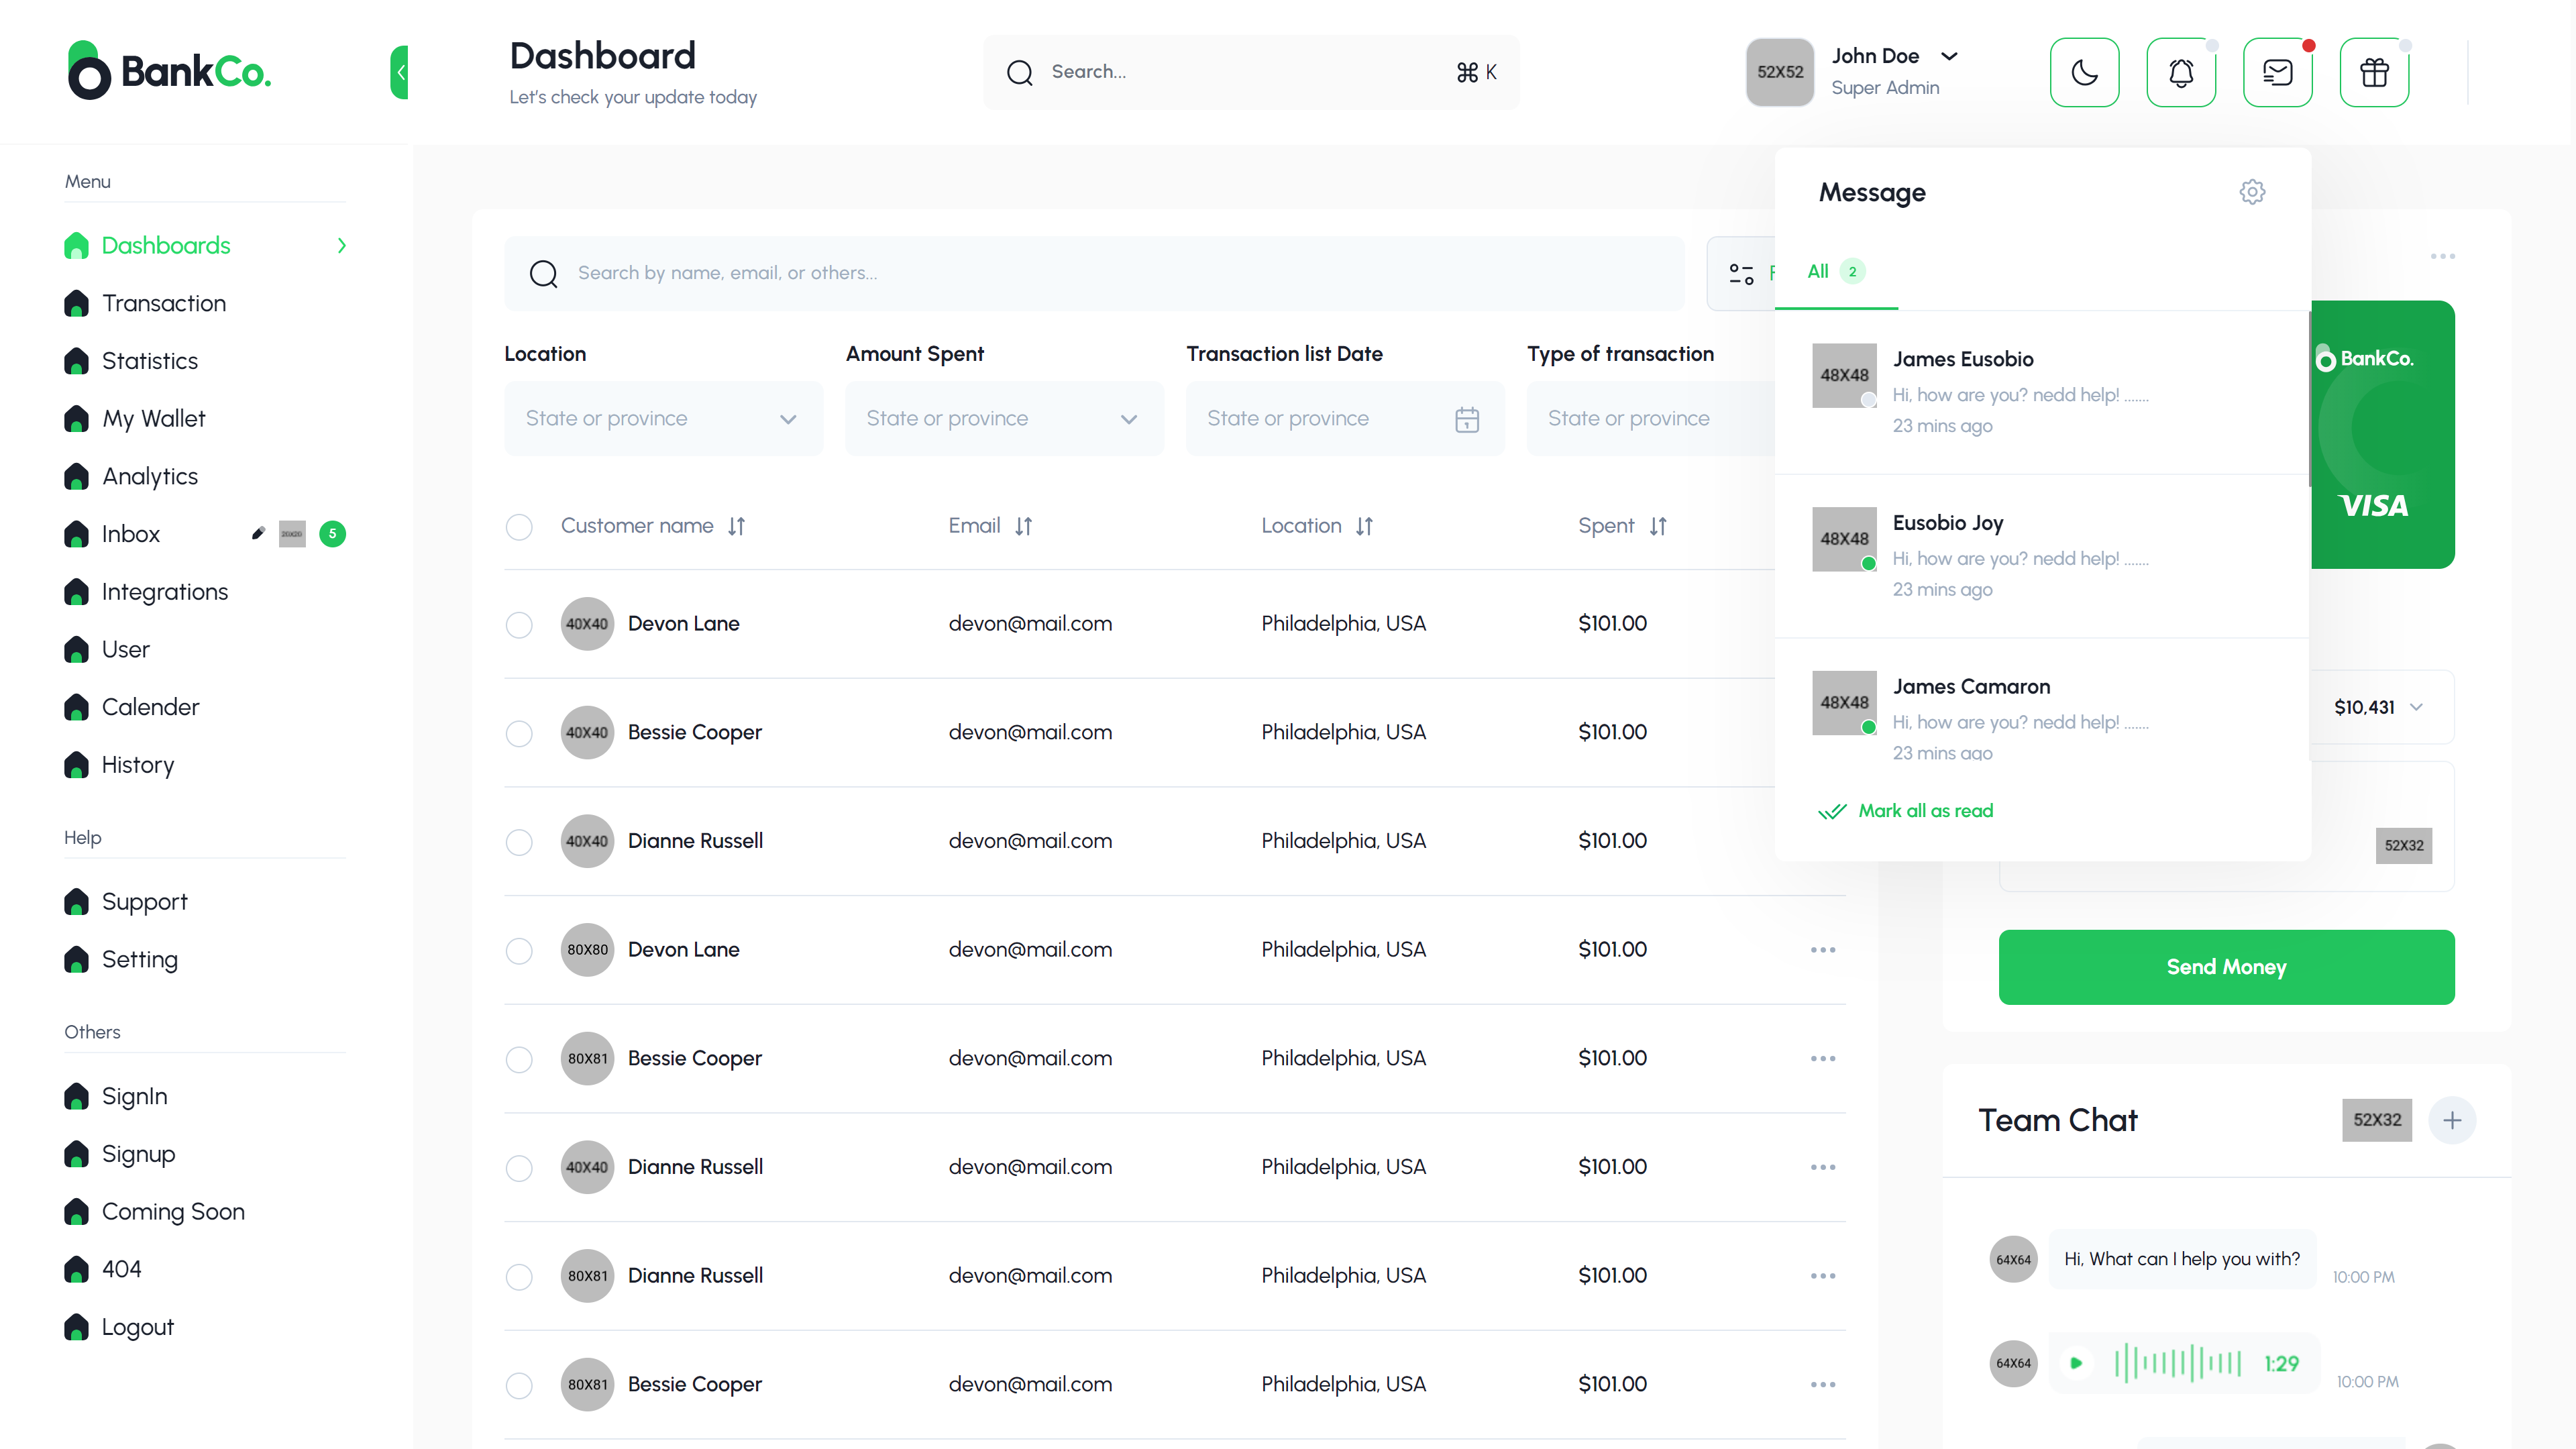 BankCo.
Dashboard
Let's check your update today
Search...
⌘ K
52X52
John Doe
Super Admin
Menu
Dashboards
Transaction
Statistics
My Wallet
Analytics
Inbox
20X20
5
Integrations
User
Calender
History
Help
Support
Setting
Others
SignIn
Signup
Coming Soon
404
Logout
Search by name, email, or others...
Location
Amount Spent
Transaction list Date
Type of transaction
State or province
State or province
State or province
State or province
Customer name
Email
Location
Spent
40X40 Devon Lane devon@mail.com Philadelphia, USA $101.00
40X40 Bessie Cooper devon@mail.com Philadelphia, USA $101.00
40X40 Dianne Russell devon@mail.com Philadelphia, USA $101.00
80X80 Devon Lane devon@mail.com Philadelphia, USA $101.00
80X81 Bessie Cooper devon@mail.com Philadelphia, USA $101.00
40X40 Dianne Russell devon@mail.com Philadelphia, USA $101.00
80X81 Dianne Russell devon@mail.com Philadelphia, USA $101.00
80X81 Bessie Cooper devon@mail.com Philadelphia, USA $101.00
Message
All 2
48X48
James Eusobio
Hi, how are you? nedd help! .......
23 mins ago
48X48
Eusobio Joy
Hi, how are you? nedd help! .......
23 mins ago
48X48
James Camaron
Hi, how are you? nedd help! .......
23 mins ago
Mark all as read
BankCo.
VISA
$10,431
52X32
Send Money
Team Chat
52X32
64X64
Hi, What can I help you with?
10:00 PM
64X64
1:29
10:00 PM